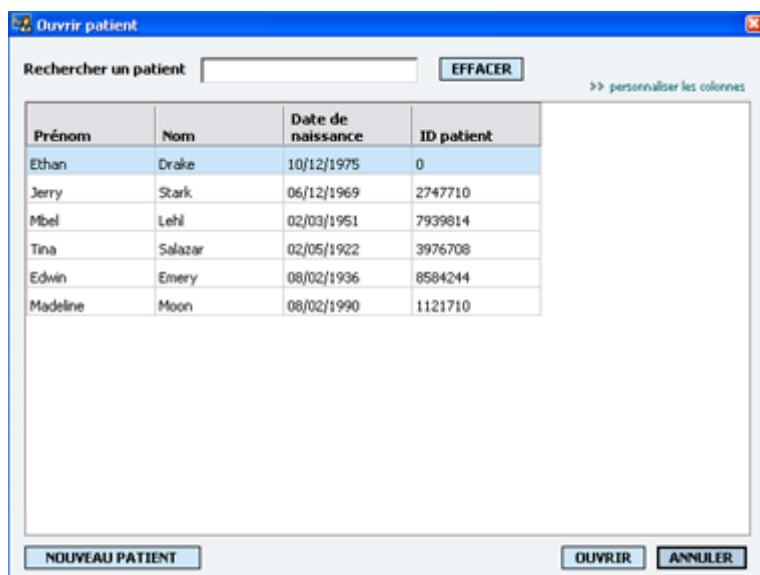 Ouvrir patient
Rechercher un patient EFFACER
>> personnaliser les colonnes
Prénom Nom Date de naissance ID patient
Ethan Drake 10/12/1975 0
Jerry Stark 06/12/1969 2747710
Mbel Lehl 02/03/1951 7939814
Tina Salazar 02/05/1922 3976708
Edwin Emery 08/02/1936 8584244
Madeline Moon 08/02/1990 1121710
NOUVEAU PATIENT OUVRIR ANNULER